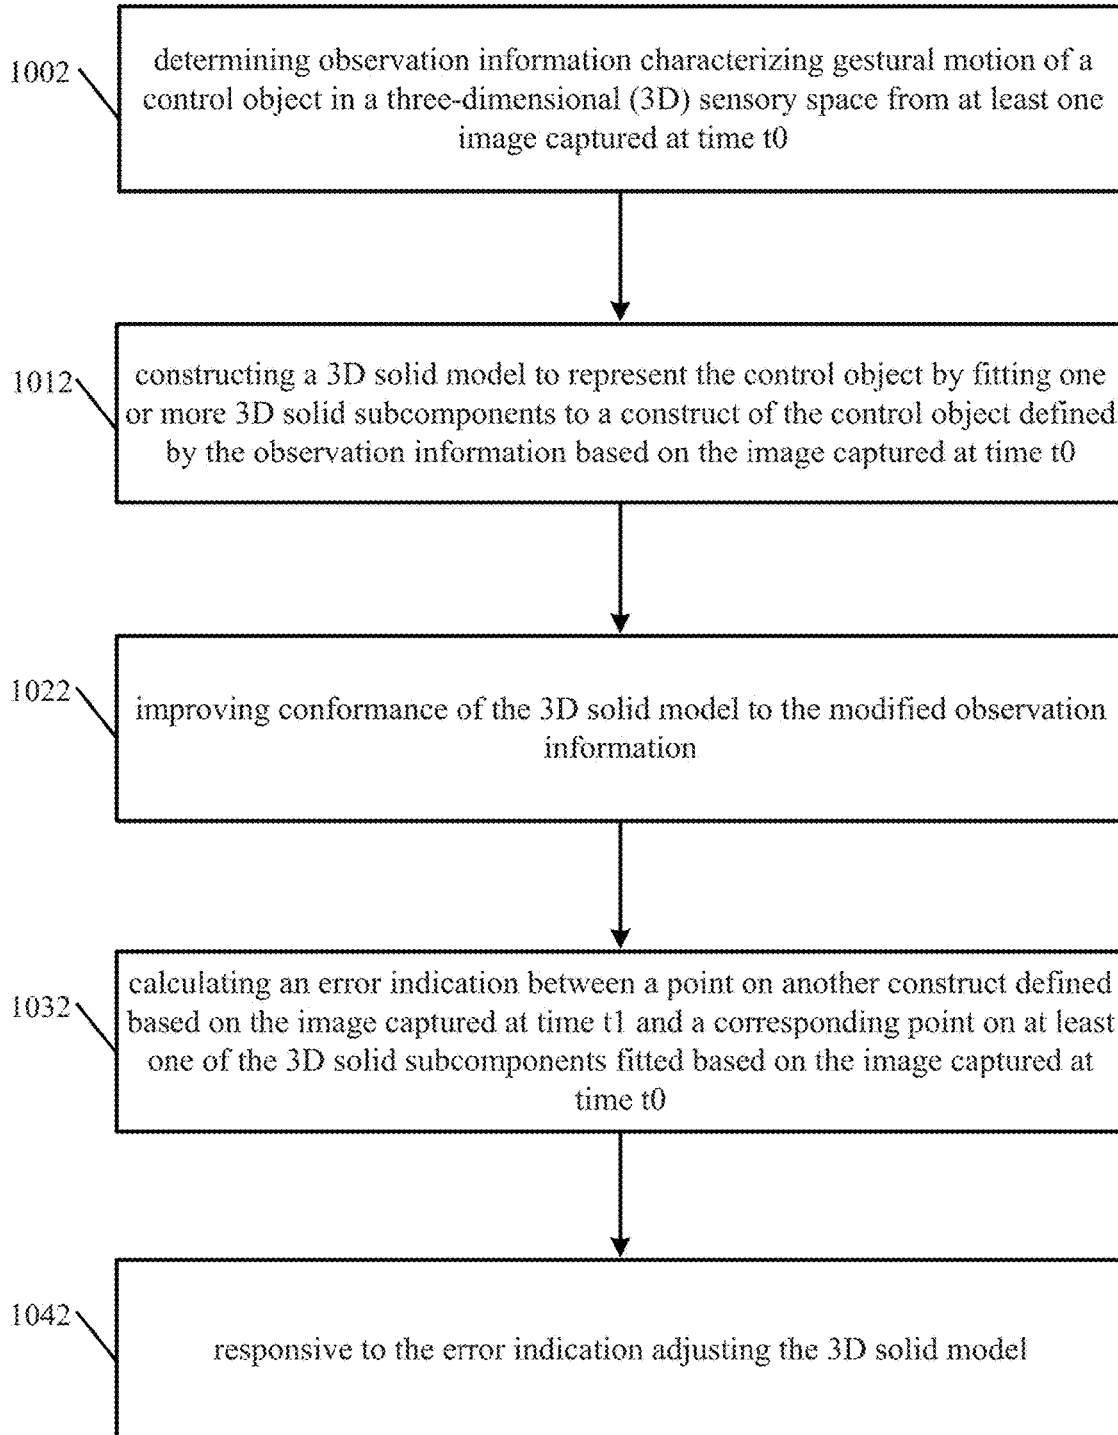 1002
determining observation information characterizing gestural motion of a
control object in a three-dimensional (3D) sensory space from at least one
image captured at time t0
1012
constructing a 3D solid model to represent the control object by fitting one
or more 3D solid subcomponents to a construct of the control object defined
by the observation information based on the image captured at time t0
1022
improving conformance of the 3D solid model to the modified observation
information
1032
calculating an error indication between a point on another construct defined
based on the image captured at time t1 and a corresponding point on at least
one of the 3D solid subcomponents fitted based on the image captured at
time t0
1042
responsive to the error indication adjusting the 3D solid model